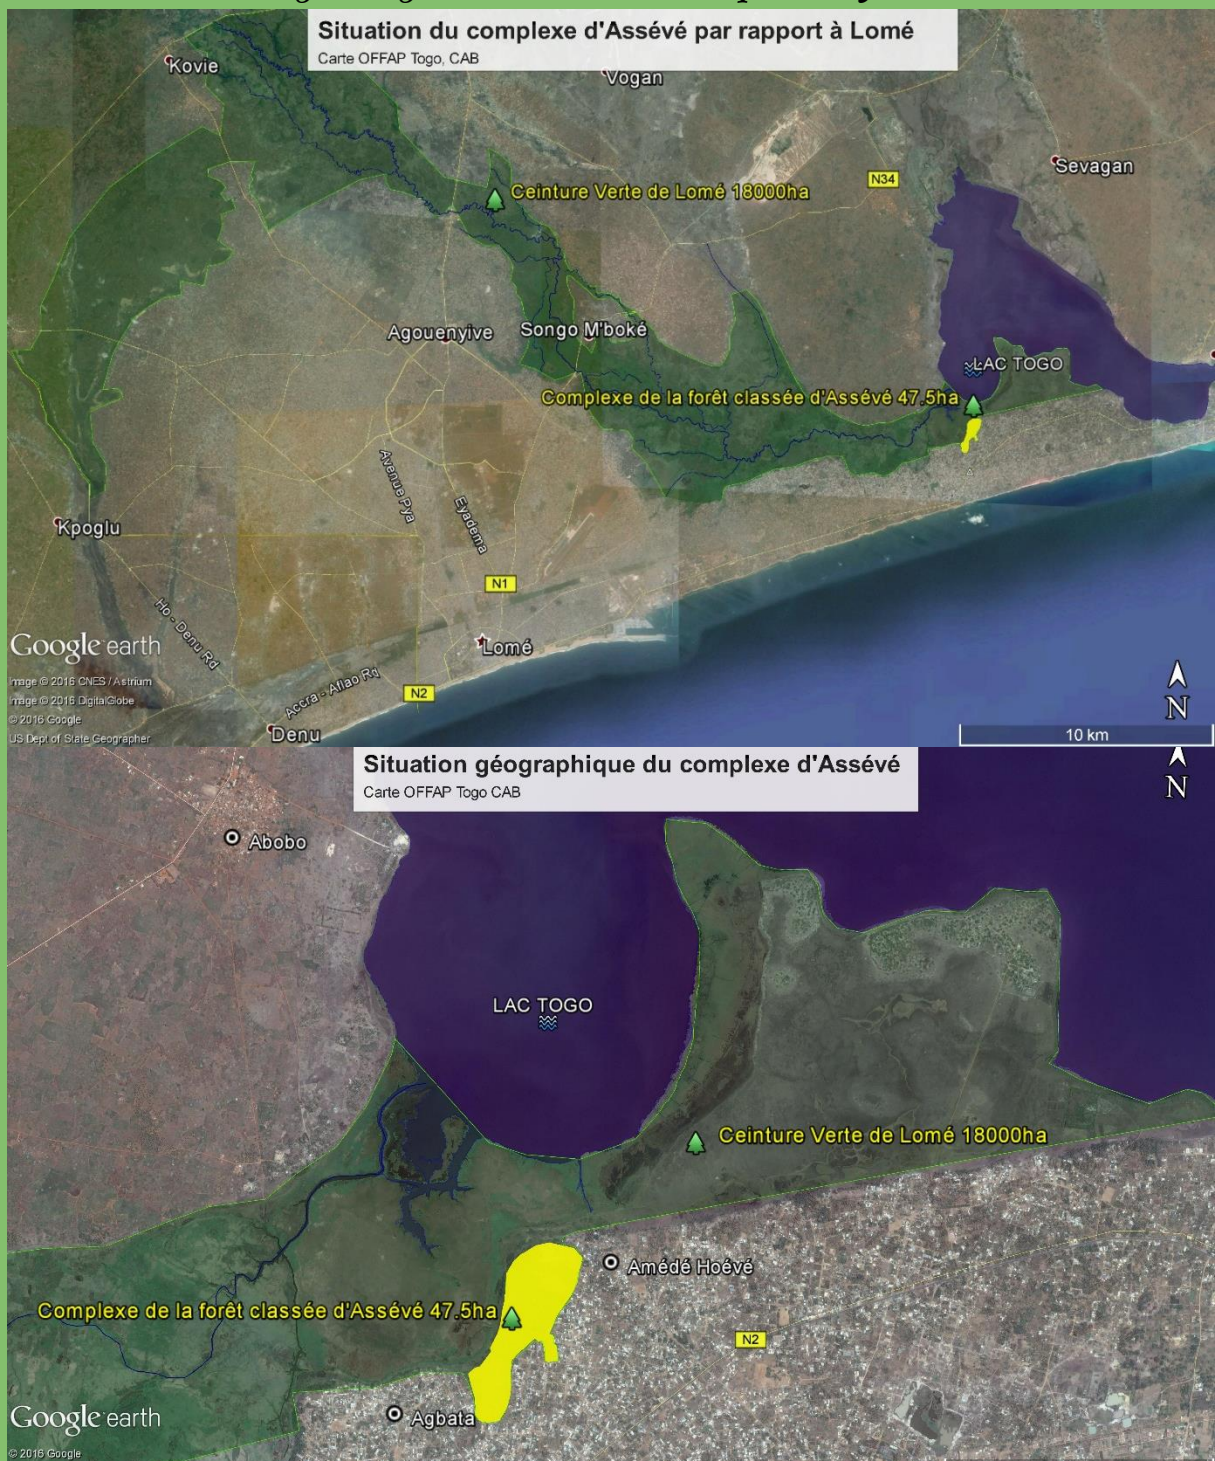 Situation du complexe d'Assévé par rapport à Lomé
Carte OFFAP Togo, CAB
Kovie
Vogan
Sevagan
N34
Ceinture Verte de Lomé 18000ha
Agouenyive
Songo M'boké
LAC TOGO
Complexe de la forêt classée d'Assévé 47.5ha
Avenue Pya
Eyadema
Kpoglu
N1
Ho - Denu Rd
Lomé
Google earth
Image © 2016 CNES / Astrium
Image © 2016 DigitalGlobe
© 2016 Google
US Dept of State Geographer
Accra - Aflao Rd
N2
Denu
N
10 km
Situation géographique du complexe d'Assévé
Carte OFFAP Togo CAB
N
Abobo
LAC TOGO
Ceinture Verte de Lomé 18000ha
Amédé Hoévé
Complexe de la forêt classée d'Assévé 47.5ha
N2
Agbata
Google earth
© 2016 Google